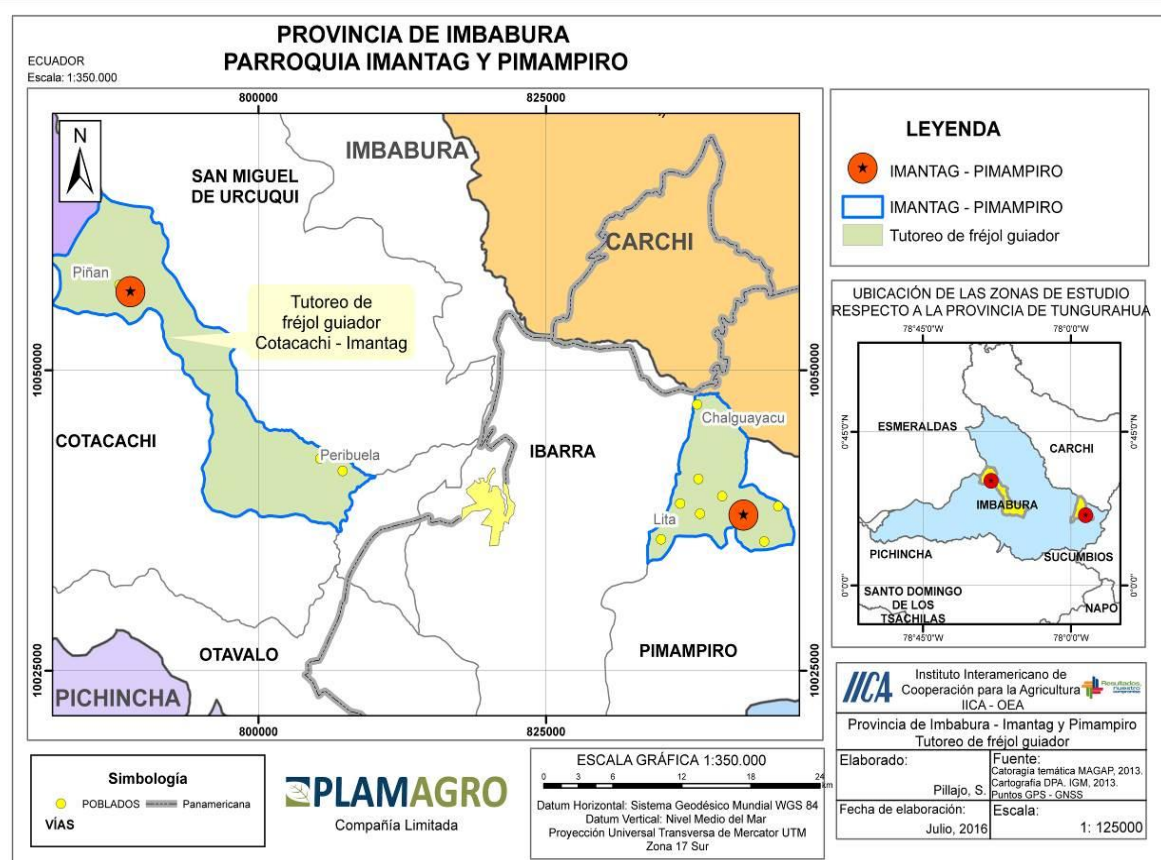 PROVINCIA DE IMBABURA
PARROQUIA IMANTAG Y PIMAMPIRO
ECUADOR
Escala: 1:350.000
800000
825000
N
IMBABURA
SAN MIGUEL
DE URCUQUI
CARCHI
Piñan
Tutoreo de
fréjol guiador
Cotacachi - Imantag
10050000
10050000
Chalguayacu
COTACACHI
Peribuela
IBARRA
Lita
OTAVALO
PIMAMPIRO
10025000
10025000
PICHINCHA
800000
825000
LEYENDA
IMANTAG - PIMAMPIRO
IMANTAG - PIMAMPIRO
Tutoreo de fréjol guiador
UBICACIÓN DE LAS ZONAS DE ESTUDIO
RESPECTO A LA PROVINCIA DE TUNGURAHUA
78°45'0"W
78°0'0"W
0°45'0"N
0°45'0"N
ESMERALDAS
CARCHI
IMBABURA
PICHINCHA
SUCUMBIOS
0°0'0"
0°0'0"
SANTO DOMINGO
DE LOS
TSACHILAS
NAPO
78°45'0"W
78°0'0"W
Simbología
POBLADOS
Panamericana
VÍAS
PLAMAGRO
Compañía Limitada
ESCALA GRÁFICA 1:350.000
0 3 6 12 18 24
km
Datum Horizontal: Sistema Geodésico Mundial WGS 84
Datum Vertical: Nivel Medio del Mar
Proyección Universal Transversa de Mercator UTM
Zona 17 Sur
IICA
Instituto Interamericano de
Cooperación para la Agricultura
IICA - OEA
Resultados,
nuestro
Provincia de Imbabura - Imantag y Pimampiro
Tutoreo de fréjol guiador
Elaborado:
Pillajo, S.
Fuente:
Catoragía temática MAGAP, 2013.
Cartografía DPA. IGM, 2013.
Puntos GPS - GNSS
Fecha de elaboración:
Julio, 2016
Escala:
1: 125000